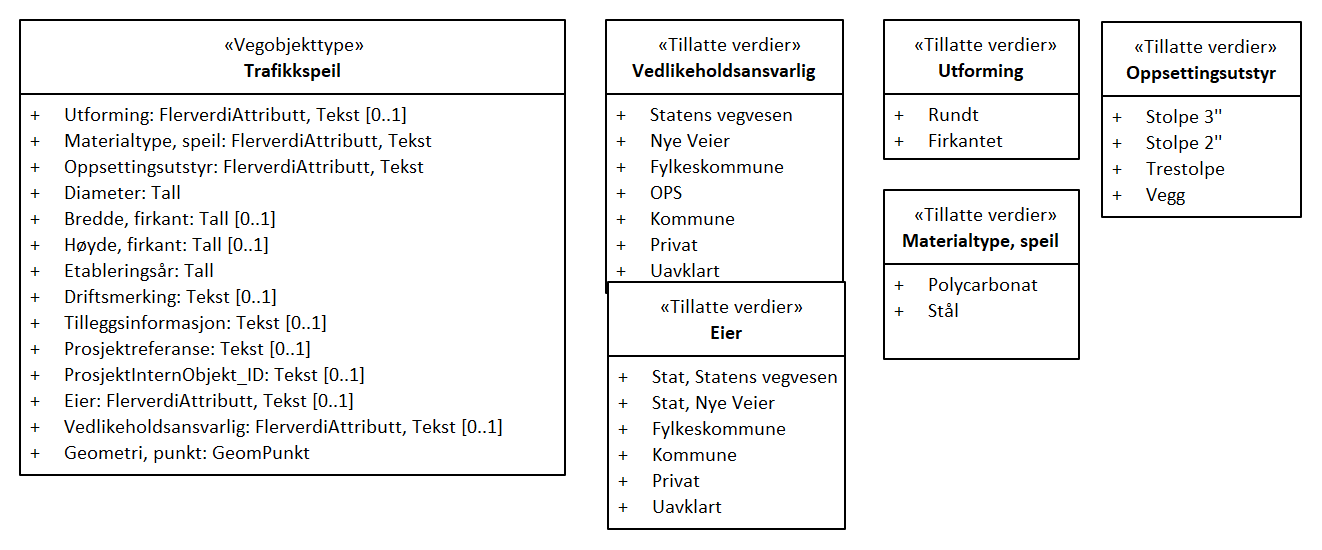 «Vegobjekttype»
Trafikkspeil
+ Utforming: FlerverdiAttributt, Tekst [0..1]
+ Materialtype, speil: FlerverdiAttributt, Tekst
+ Oppsettingsutstyr: FlerverdiAttributt, Tekst
+ Diameter: Tall
+ Bredde, firkant: Tall [0..1]
+ Høyde, firkant: Tall [0..1]
+ Etableringsår: Tall
+ Driftsmerking: Tekst [0..1]
+ Tilleggsinformasjon: Tekst [0..1]
+ Prosjektreferanse: Tekst [0..1]
+ ProsjektInternObjekt_ID: Tekst [0..1]
+ Eier: FlerverdiAttributt, Tekst [0..1]
+ Vedlikeholdsansvarlig: FlerverdiAttributt, Tekst [0..1]
+ Geometri, punkt: GeomPunkt
«Tillatte verdier»
Vedlikeholdsansvarlig
+ Statens vegvesen
+ Nye Veier
+ Fylkeskommune
+ OPS
+ Kommune
+ Privat
+ Uavklart
«Tillatte verdier»
Eier
+ Stat, Statens vegvesen
+ Stat, Nye Veier
+ Fylkeskommune
+ Kommune
+ Privat
+ Uavklart
«Tillatte verdier»
Utforming
+ Rundt
+ Firkantet
«Tillatte verdier»
Materialtype, speil
+ Polycarbonat
+ Stål
«Tillatte verdier»
Oppsettingsutstyr
+ Stolpe 3"
+ Stolpe 2"
+ Trestolpe
+ Vegg